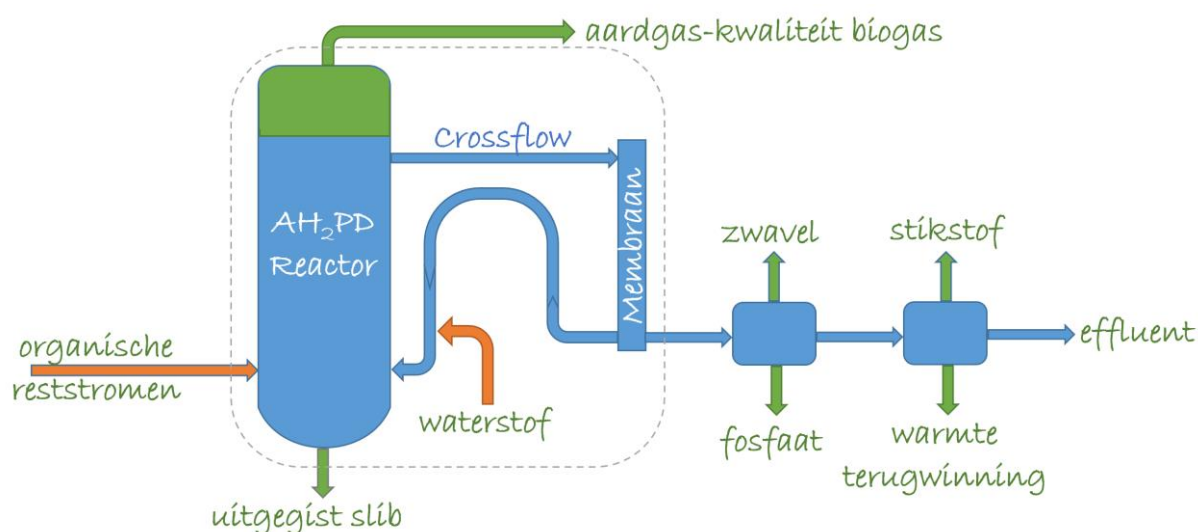 aardgas-kwaliteit biogas
Crossflow
AH₂PD
Reactor
Membraan
zwavel
stikstof
organische
reststromen
effluent
waterstof
fosfaat
warmte
terugwinning
uitgegist slib